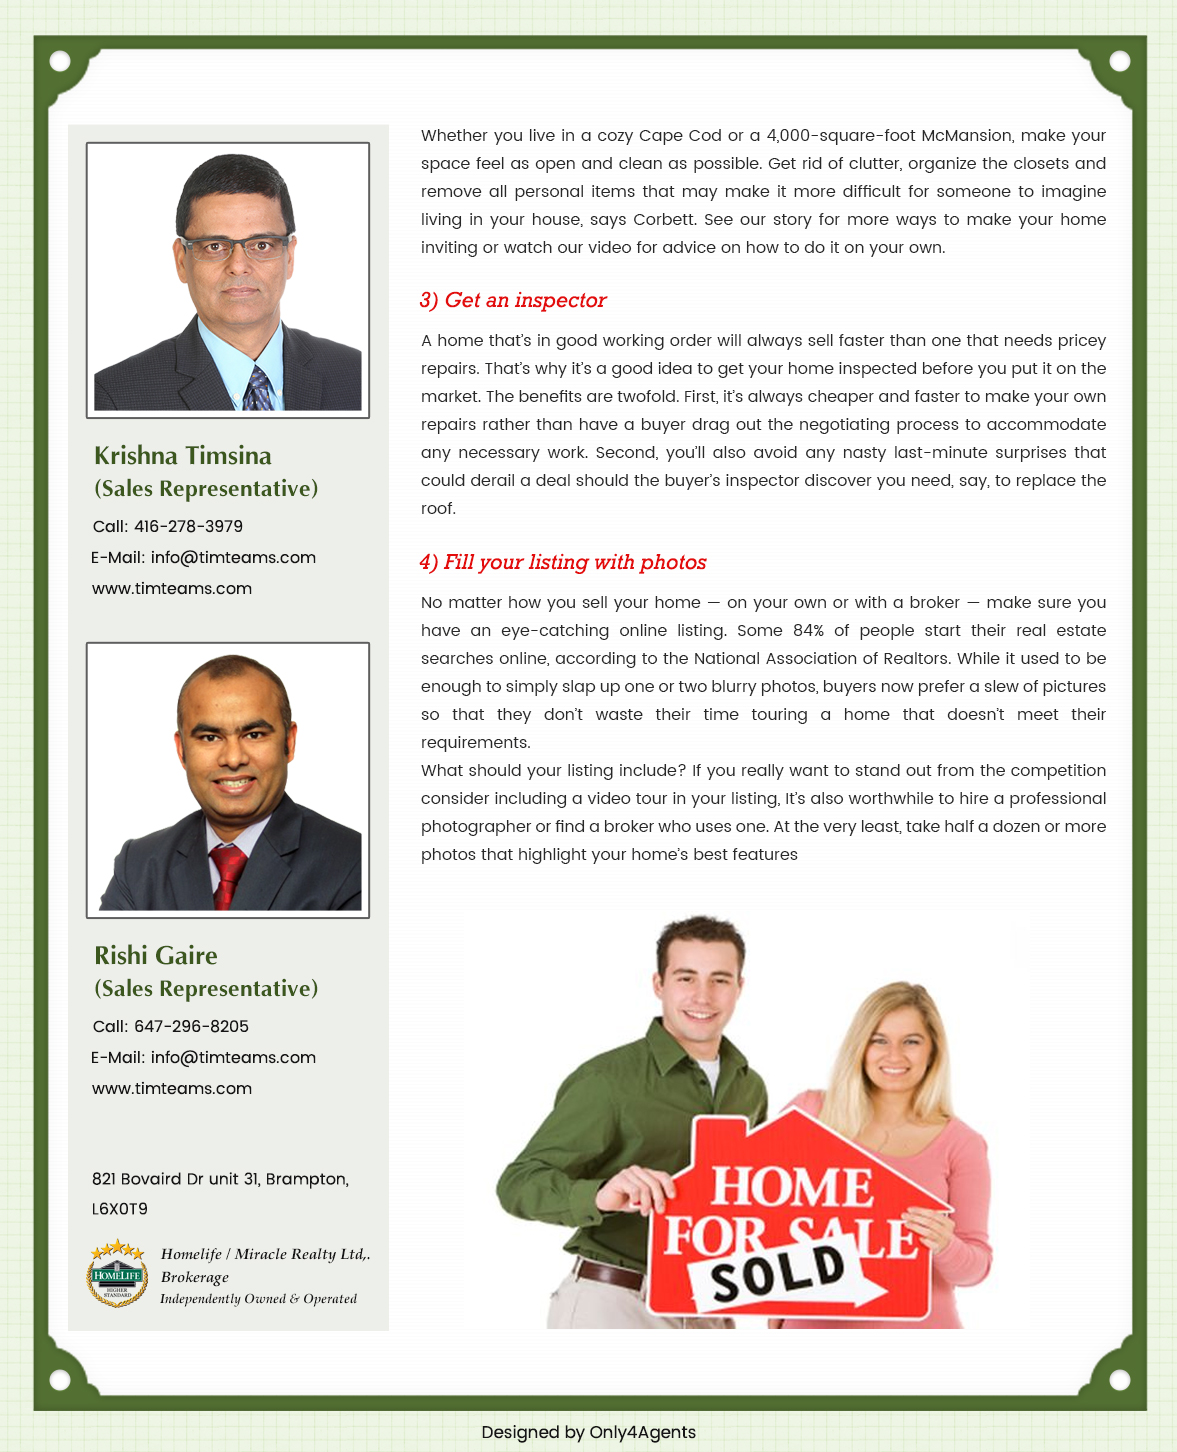 Krishna Timsina
(Sales Representative)
Call: 416-278-3979
E-Mail: info@timteams.com
www.timteams.com
Rishi Gaire
(Sales Representative)
Call: 647-296-8205
E-Mail: info@timteams.com
www.timteams.com
821 Bovaird Dr unit 31, Brampton,
L6X0T9
HOMELIFE
HIGHER
STANDARDS
Homelife / Miracle Realty Ltd,.
Brokerage
Independently Owned & Operated
Whether you live in a cozy Cape Cod or a 4,000-square-foot McMansion, make your
space feel as open and clean as possible. Get rid of clutter, organize the closets and
remove all personal items that may make it more difficult for someone to imagine
living in your house, says Corbett. See our story for more ways to make your home
inviting or watch our video for advice on how to do it on your own.
3) Get an inspector
A home that's in good working order will always sell faster than one that needs pricey
repairs. That's why it's a good idea to get your home inspected before you put it on the
market. The benefits are twofold. First, it's always cheaper and faster to make your own
repairs rather than have a buyer drag out the negotiating process to accommodate
any necessary work. Second, you'll also avoid any nasty last-minute surprises that
could derail a deal should the buyer's inspector discover you need, say, to replace the
roof.
4) Fill your listing with photos
No matter how you sell your home — on your own or with a broker — make sure you
have an eye-catching online listing. Some 84% of people start their real estate
searches online, according to the National Association of Realtors. While it used to be
enough to simply slap up one or two blurry photos, buyers now prefer a slew of pictures
so that they don't waste their time touring a home that doesn't meet their
requirements.
What should your listing include? If you really want to stand out from the competition
consider including a video tour in your listing, It's also worthwhile to hire a professional
photographer or find a broker who uses one. At the very least, take half a dozen or more
photos that highlight your home's best features
HOME
FOR SALE
SOLD
Designed by Only4Agents